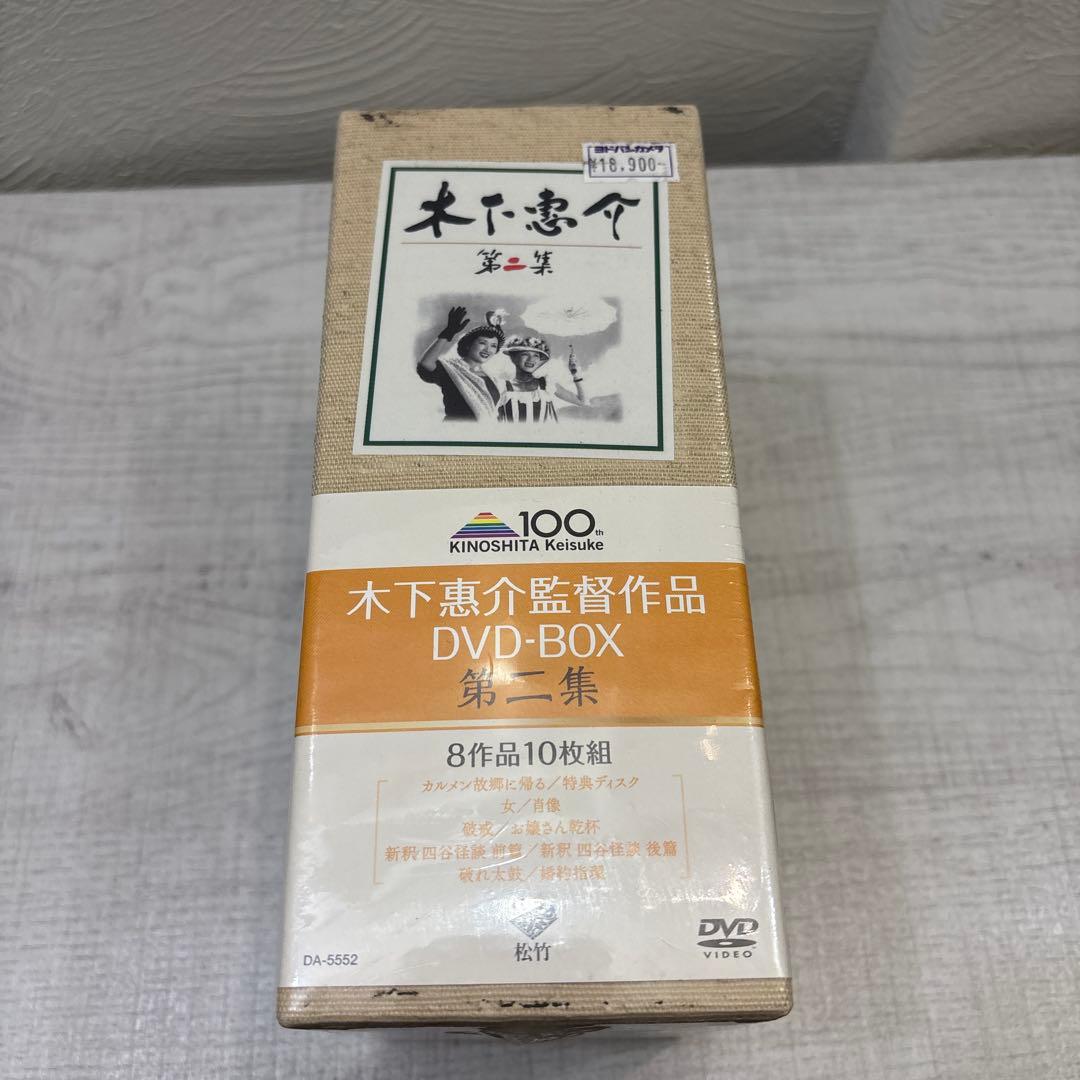 ヨドバシカメラ
¥18,900-
木下惠介
第二集
100th
KINOSHITA Keisuke
木下惠介監督作品
DVD-BOX
第二集
8作品10枚組
カルメン故郷に帰る/特典ディスク
女/肖像
破戒/お嬢さん乾杯
新釈 四谷怪談 前篇/新釈 四谷怪談 後篇
破れ太鼓/婚約指環
松竹
DA-5552
DVD
VIDEO